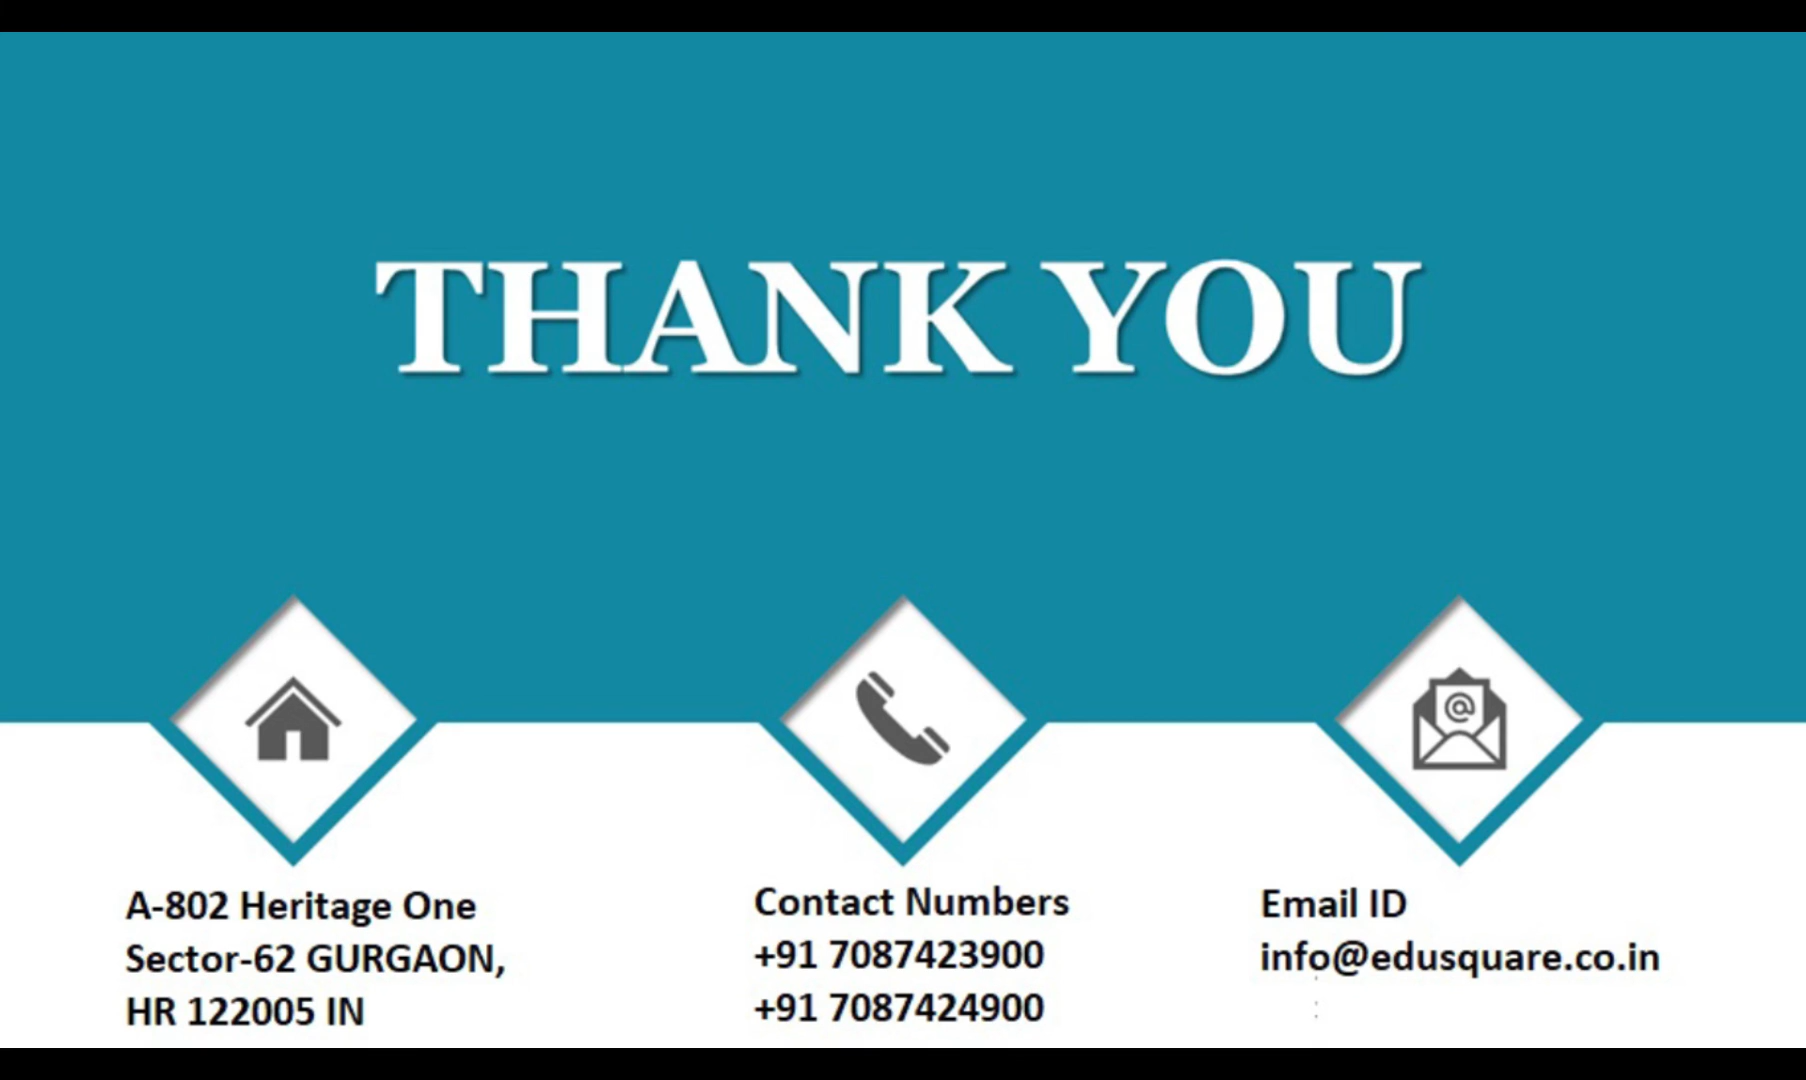 THANK YOU
A-802 Heritage One
Sector-62 GURGAON,
HR 122005 IN
Contact Numbers
+91 7087423900
+91 7087424900
Email ID
info@edusquare.co.in